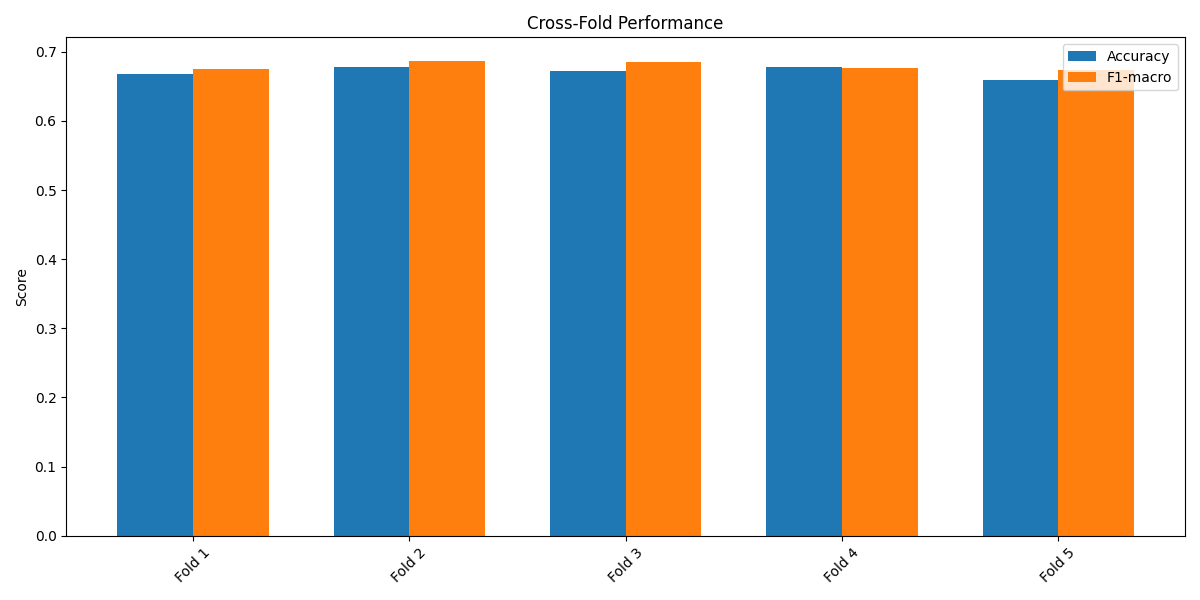 Cross-Fold Performance
Accuracy
F1-macro
Score
0.7
0.6
0.5
0.4
0.3
0.2
0.1
0.0
Fold 1
Fold 2
Fold 3
Fold 4
Fold 5